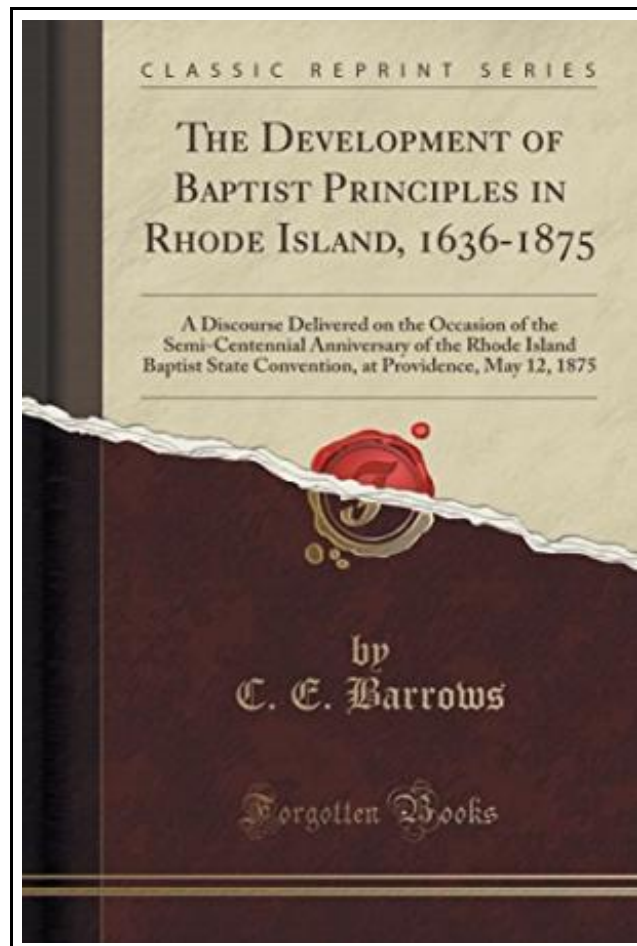 CLASSIC REPRINT SERIES
THE DEVELOPMENT OF
BAPTIST PRINCIPLES IN
RHODE ISLAND, 1636-1875
A Discourse Delivered on the Occasion of the
Semi-Centennial Anniversary of the Rhode Island
Baptist State Convention, at Providence, May 12, 1875
by
C. E. Barrows
Forgotten Books